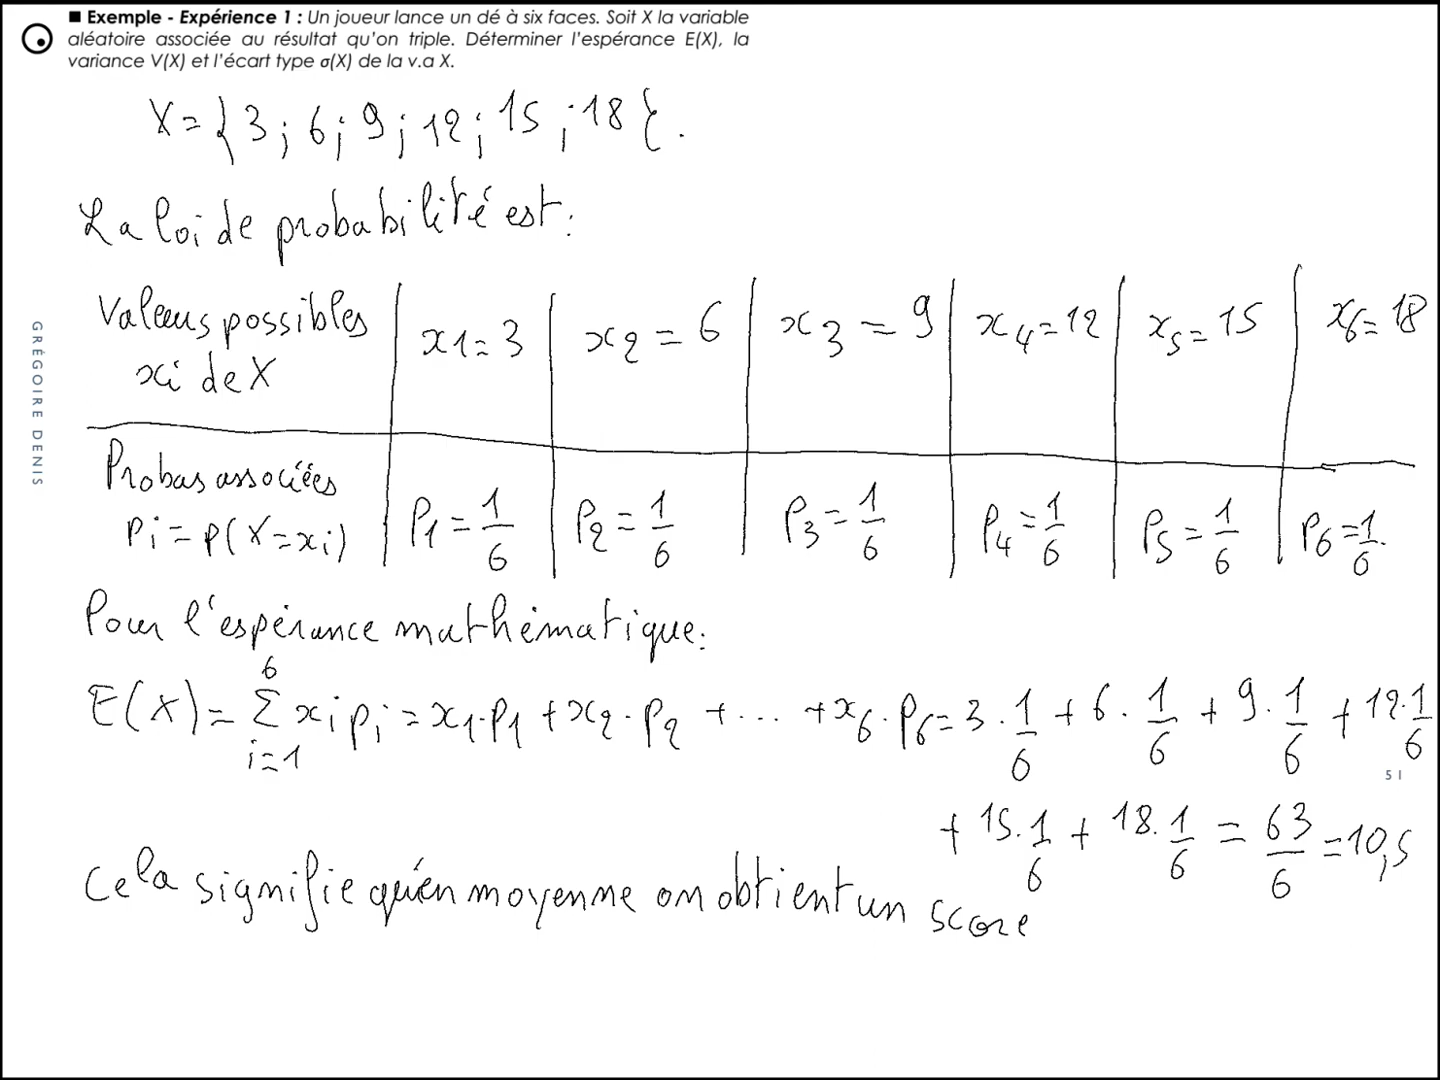 ■ Exemple - Expérience 1 : Un joueur lance un dé à six faces. Soit X la variable
aléatoire associée au résultat qu'on triple. Déterminer l'espérance E(X), la
variance V(X) et l'écart type σ(X) de la v.a X.
X = {3 ; 6 ; 9 ; 12 ; 15 ; 18}.
La loi de probabilité est :
Valeurs possibles xi de X | x1 = 3 | x2 = 6 | x3 = 9 | x4 = 12 | x5 = 15 | x6 = 18
Probas associées pi = p(X = xi) | P1 = 1/6 | P2 = 1/6 | P3 = 1/6 | P4 = 1/6 | P5 = 1/6 | P6 = 1/6.
Pour l'espérance mathématique :
E(X) = Σ_{i=1}^{6} xi pi = x1·P1 + x2·P2 + ... + x6·P6 = 3·1/6 + 6·1/6 + 9·1/6 + 12·1/6
+ 15·1/6 + 18·1/6 = 63/6 = 10,5
Cela signifie qu'en moyenne on obtient un score
GRÉGOIRE DENIS
51